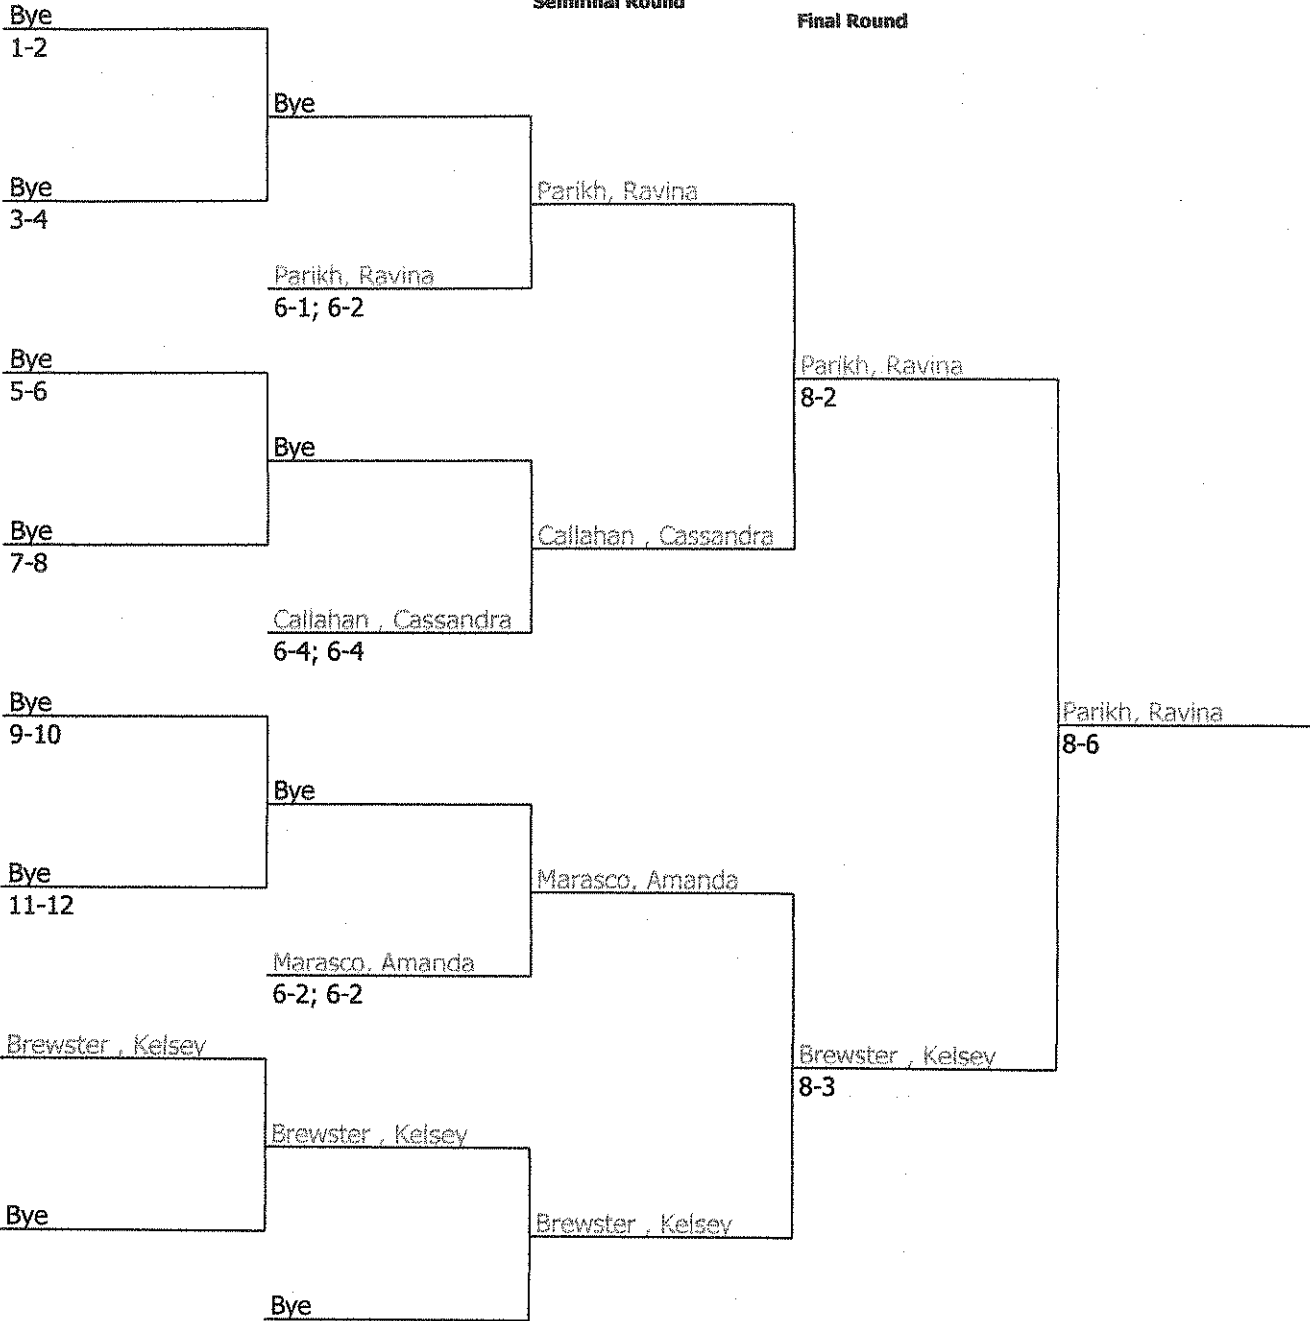 Semifinal Round
Final Round
Bye
1-2
Bye
Bye
3-4
Parikh, Ravina
Parikh, Ravina
6-1; 6-2
Bye
5-6
Parikh, Ravina
8-2
Bye
Bye
7-8
Callahan , Cassandra
Callahan , Cassandra
6-4; 6-4
Bye
9-10
Parikh, Ravina
8-6
Bye
Bye
11-12
Marasco, Amanda
Marasco, Amanda
6-2; 6-2
Brewster , Kelsey
Brewster , Kelsey
8-3
Brewster , Kelsey
Bye
Brewster , Kelsey
Bye